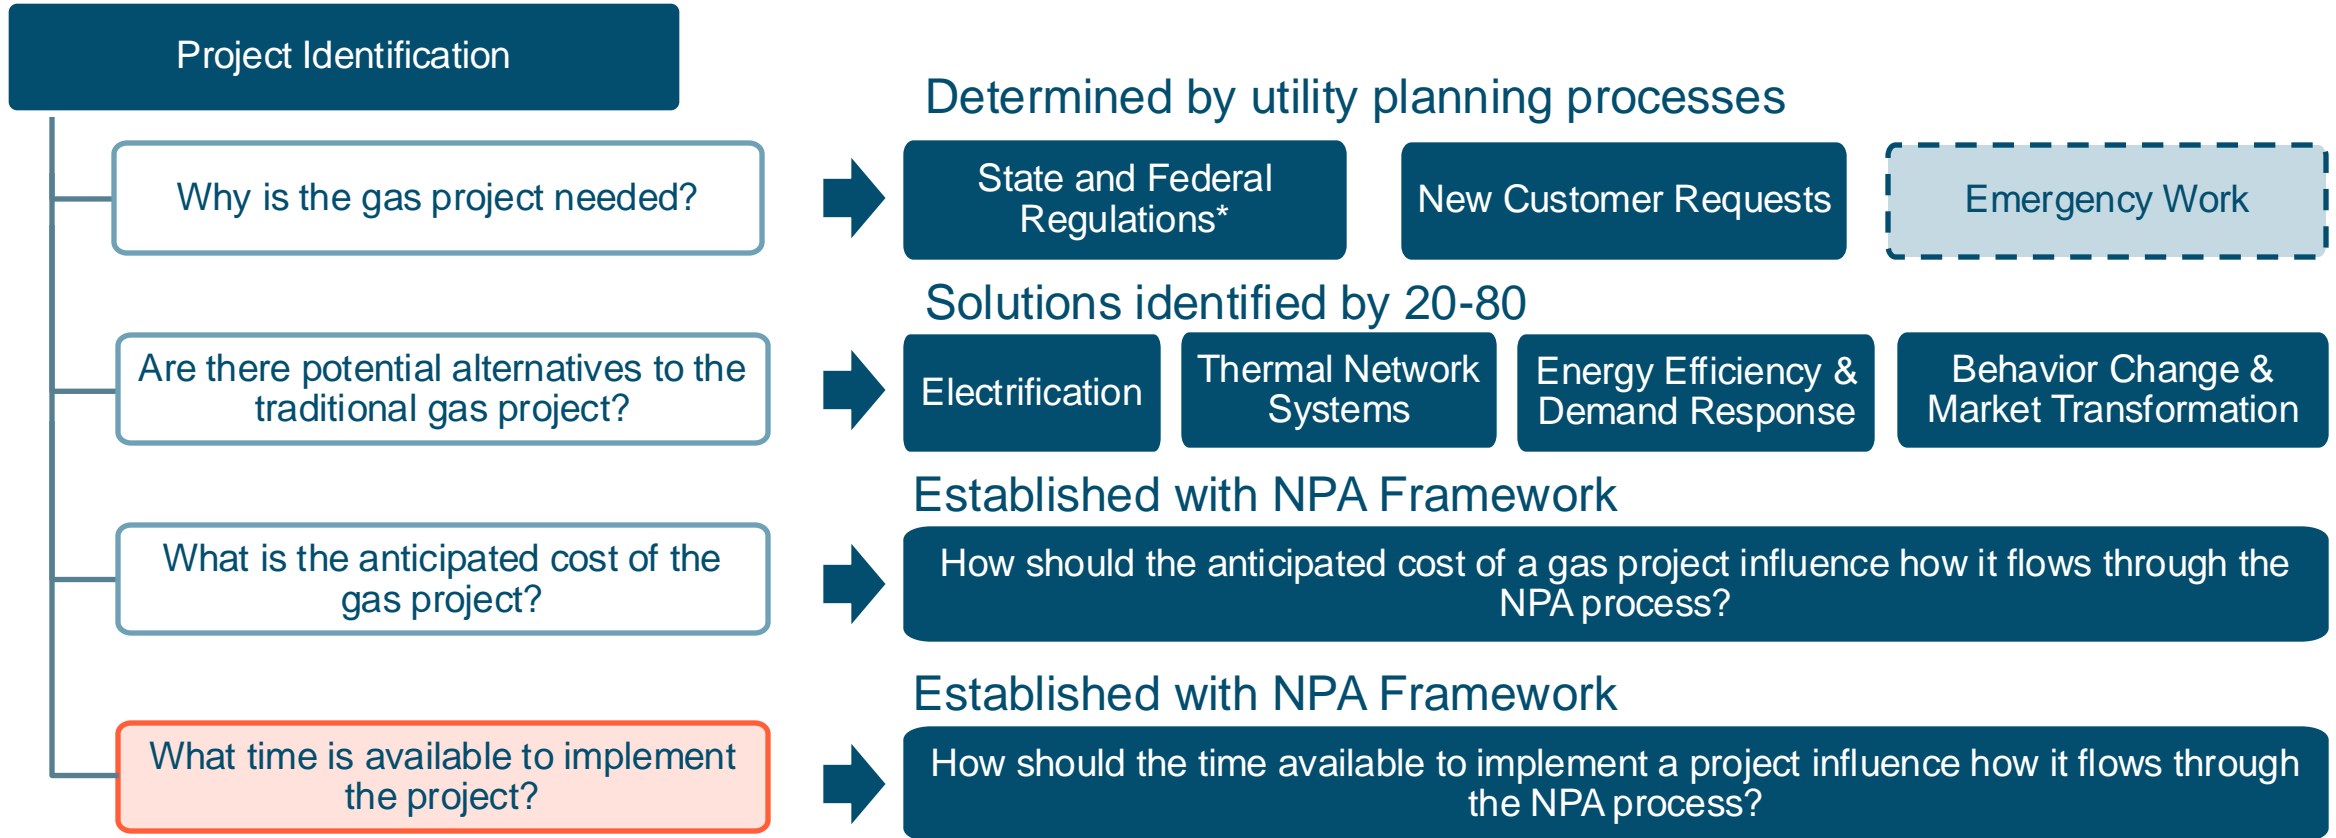 Project Identification
Determined by utility planning processes
Why is the gas project needed?
State and Federal
Regulations*
New Customer Requests
Emergency Work
Solutions identified by 20-80
Are there potential alternatives to the
traditional gas project?
Electrification
Thermal Network
Systems
Energy Efficiency &
Demand Response
Behavior Change &
Market Transformation
Established with NPA Framework
What is the anticipated cost of the
gas project?
How should the anticipated cost of a gas project influence how it flows through the
NPA process?
Established with NPA Framework
What time is available to implement
the project?
How should the time available to implement a project influence how it flows through
the NPA process?